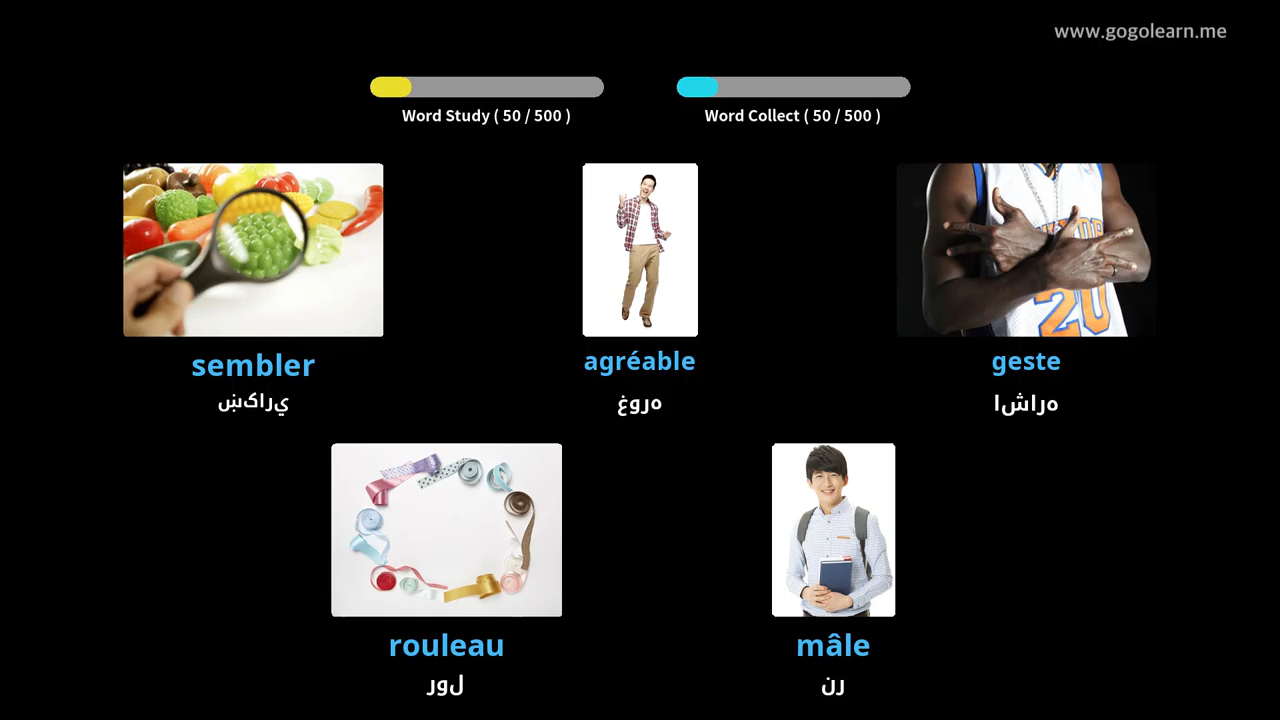 www.gogolearn.me
Word Study ( 50 / 500 )
Word Collect ( 50 / 500 )
sembler
يراکښ
agréable
هروغ
geste
هراشا
rouleau
لور
mâle
رن